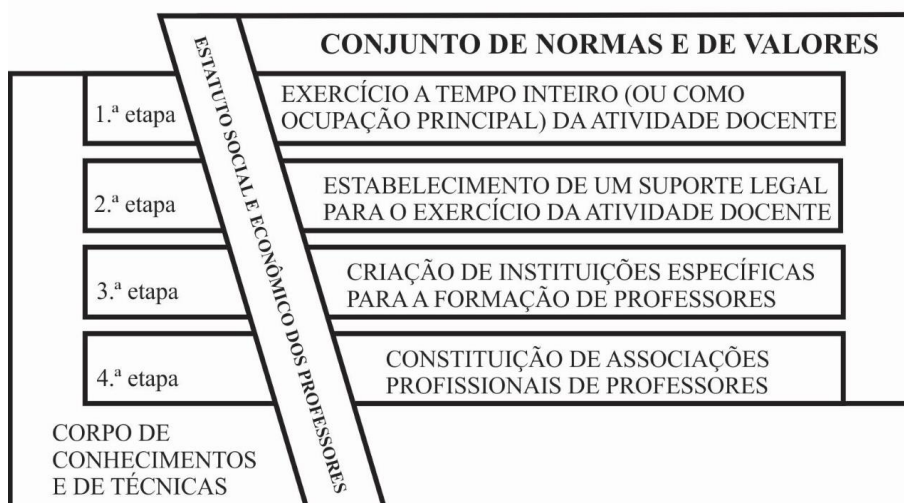 CONJUNTO DE NORMAS E DE VALORES
ESTATUTO SOCIAL E ECONÔMICO DOS PROFESSORES
1.ª etapa
EXERCÍCIO A TEMPO INTEIRO (OU COMO
OCUPAÇÃO PRINCIPAL) DA ATIVIDADE DOCENTE
2.ª etapa
ESTABELECIMENTO DE UM SUPORTE LEGAL
PARA O EXERCÍCIO DA ATIVIDADE DOCENTE
3.ª etapa
CRIAÇÃO DE INSTITUIÇÕES ESPECÍFICAS
PARA A FORMAÇÃO DE PROFESSORES
4.ª etapa
CONSTITUIÇÃO DE ASSOCIAÇÕES
PROFISSIONAIS DE PROFESSORES
CORPO DE
CONHECIMENTOS
E DE TÉCNICAS